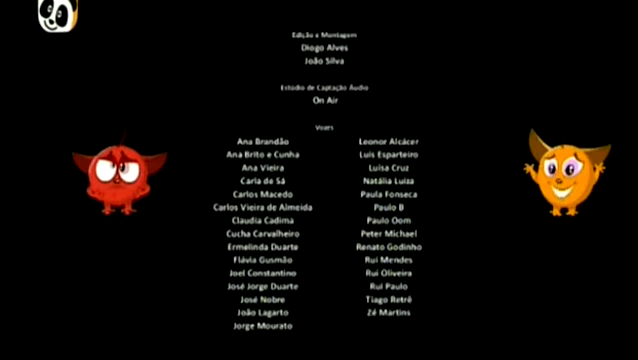 Edição e Montagem
Diogo Alves
João Silva
Estúdio de Captação Áudio
On Air
Vozes
Ana Brandão
Ana Brito e Cunha
Ana Vieira
Carla de Sá
Carlos Macedo
Carlos Vieira de Almeida
Claudia Cadima
Cucha Carvalheiro
Ermelinda Duarte
Flávia Gusmão
Joel Constantino
José Jorge Duarte
José Nobre
João Lagarto
Jorge Mourato
Leonor Alcácer
Luis Esparteiro
Luísa Cruz
Natália Luiza
Paula Fonseca
Paulo B
Paulo Oom
Peter Michael
Renato Godinho
Rui Mendes
Rui Oliveira
Rui Paulo
Tiago Retrê
Zé Martins